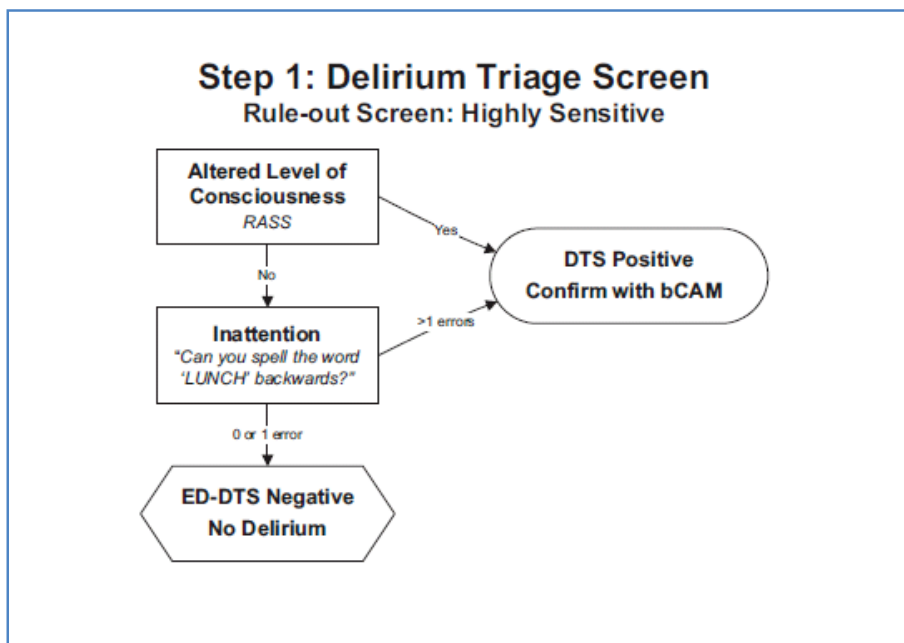 Step 1: Delirium Triage Screen
Rule-out Screen: Highly Sensitive
Altered Level of
Consciousness
RASS
Yes
DTS Positive
Confirm with bCAM
No
Inattention
"Can you spell the word
'LUNCH' backwards?"
>1 errors
0 or 1 error
ED-DTS Negative
No Delirium